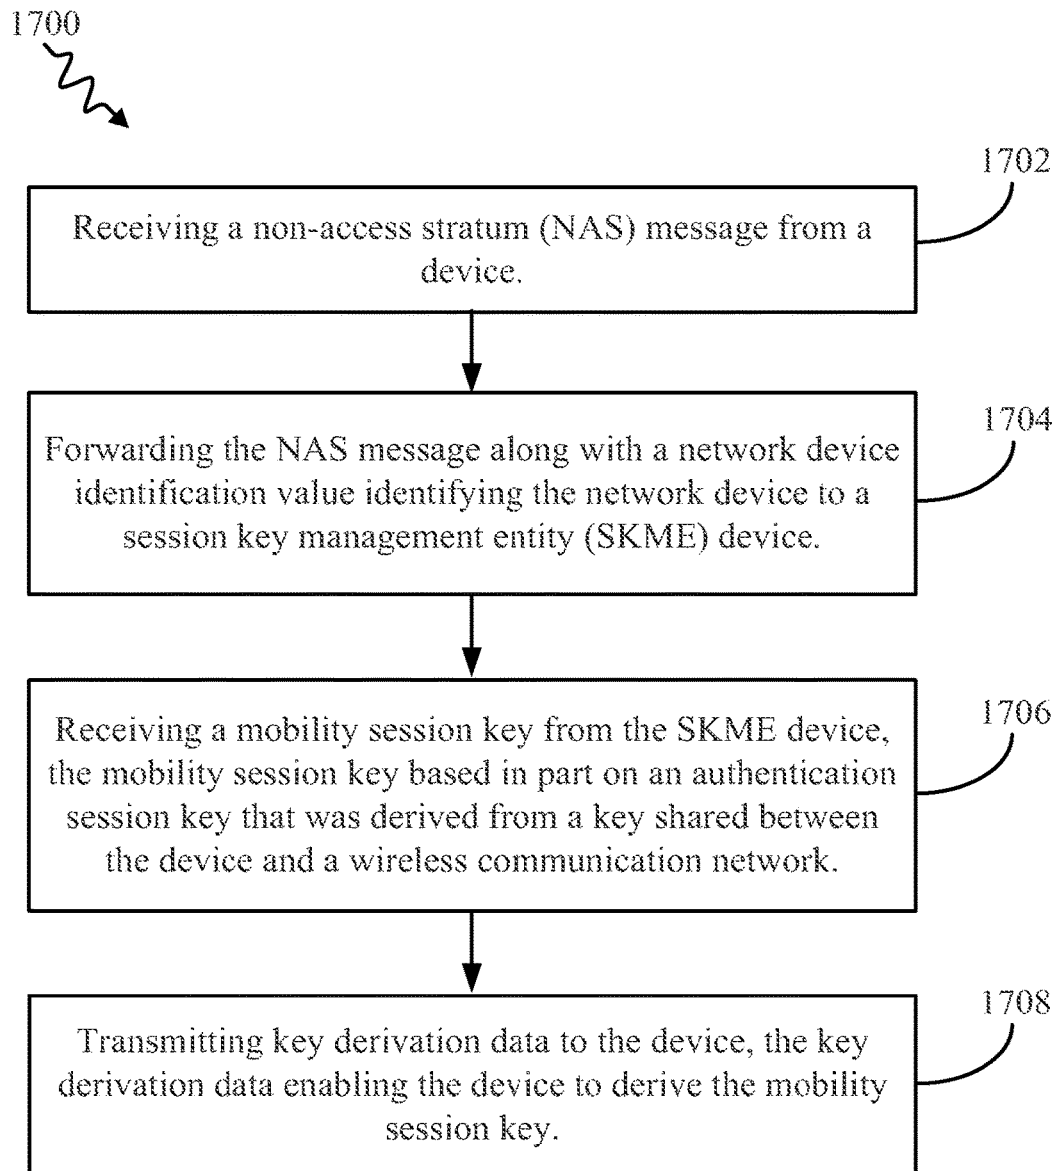 1700
1702
Receiving a non-access stratum (NAS) message from a
device.
1704
Forwarding the NAS message along with a network device
identification value identifying the network device to a
session key management entity (SKME) device.
1706
Receiving a mobility session key from the SKME device,
the mobility session key based in part on an authentication
session key that was derived from a key shared between
the device and a wireless communication network.
1708
Transmitting key derivation data to the device, the key
derivation data enabling the device to derive the mobility
session key.